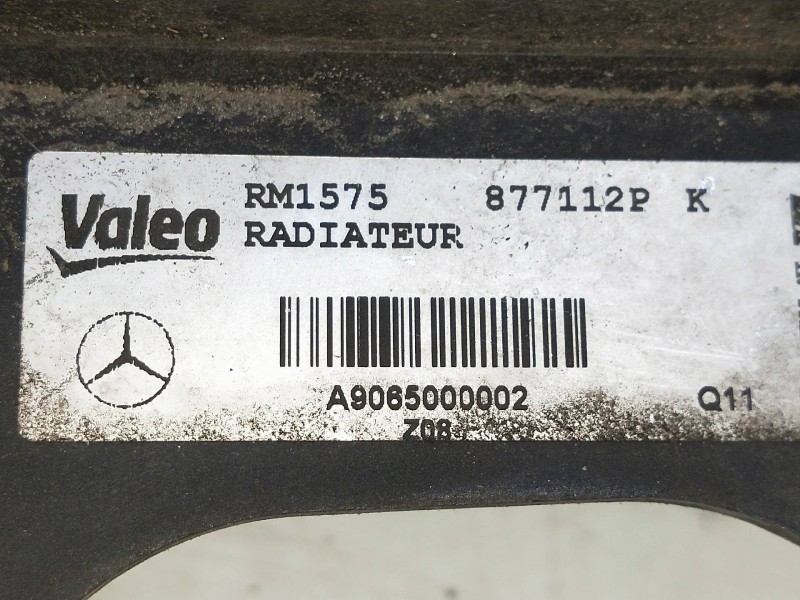 Valeo
RM1575 877112P K
RADIATEUR
A9065000002
Q11
Z08